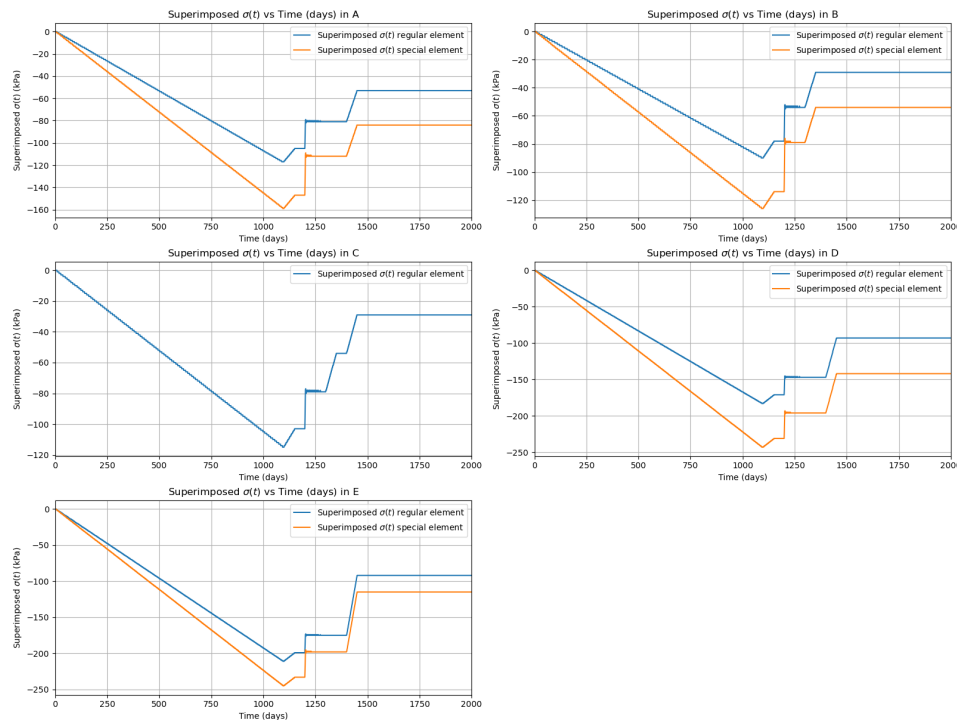 Superimposed σ(t) vs Time (days) in A
Superimposed σ(t) regular element
Superimposed σ(t) special element
Superimposed σ(t) (kPa)
0
−20
−40
−60
−80
−100
−120
−140
−160
0 250 500 750 1000 1250 1500 1750 2000
Time (days)
Superimposed σ(t) vs Time (days) in B
Superimposed σ(t) regular element
Superimposed σ(t) special element
Superimposed σ(t) (kPa)
0
−20
−40
−60
−80
−100
−120
0 250 500 750 1000 1250 1500 1750 2000
Time (days)
Superimposed σ(t) vs Time (days) in C
Superimposed σ(t) regular element
Superimposed σ(t) (kPa)
0
−20
−40
−60
−80
−100
−120
0 250 500 750 1000 1250 1500 1750 2000
Time (days)
Superimposed σ(t) vs Time (days) in D
Superimposed σ(t) regular element
Superimposed σ(t) special element
Superimposed σ(t) (kPa)
0
−50
−100
−150
−200
−250
0 250 500 750 1000 1250 1500 1750 2000
Time (days)
Superimposed σ(t) vs Time (days) in E
Superimposed σ(t) regular element
Superimposed σ(t) special element
Superimposed σ(t) (kPa)
0
−50
−100
−150
−200
−250
0 250 500 750 1000 1250 1500 1750 2000
Time (days)